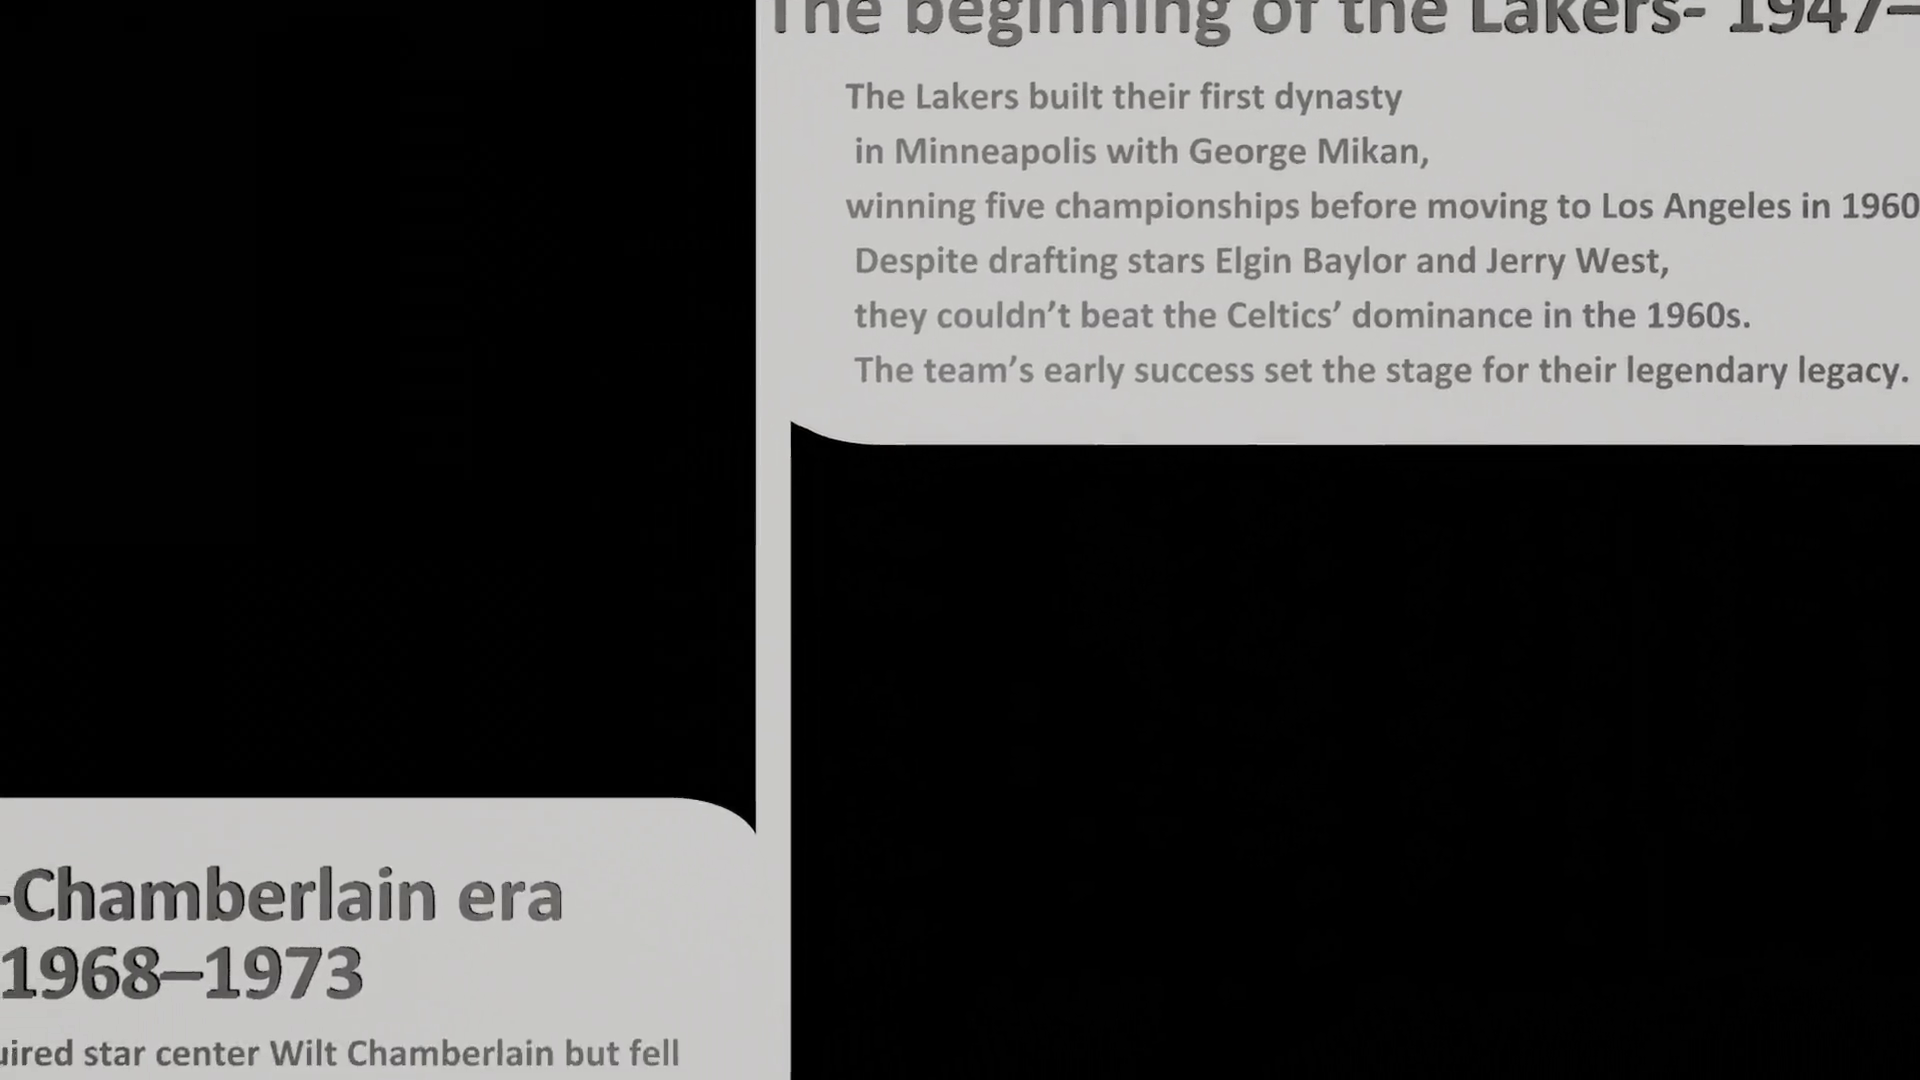 The beginning of the Lakers- 1947–
The Lakers built their first dynasty
in Minneapolis with George Mikan,
winning five championships before moving to Los Angeles in 1960
Despite drafting stars Elgin Baylor and Jerry West,
they couldn’t beat the Celtics’ dominance in the 1960s.
The team’s early success set the stage for their legendary legacy.
-Chamberlain era
1968–1973
star center Wilt Chamberlain but fell